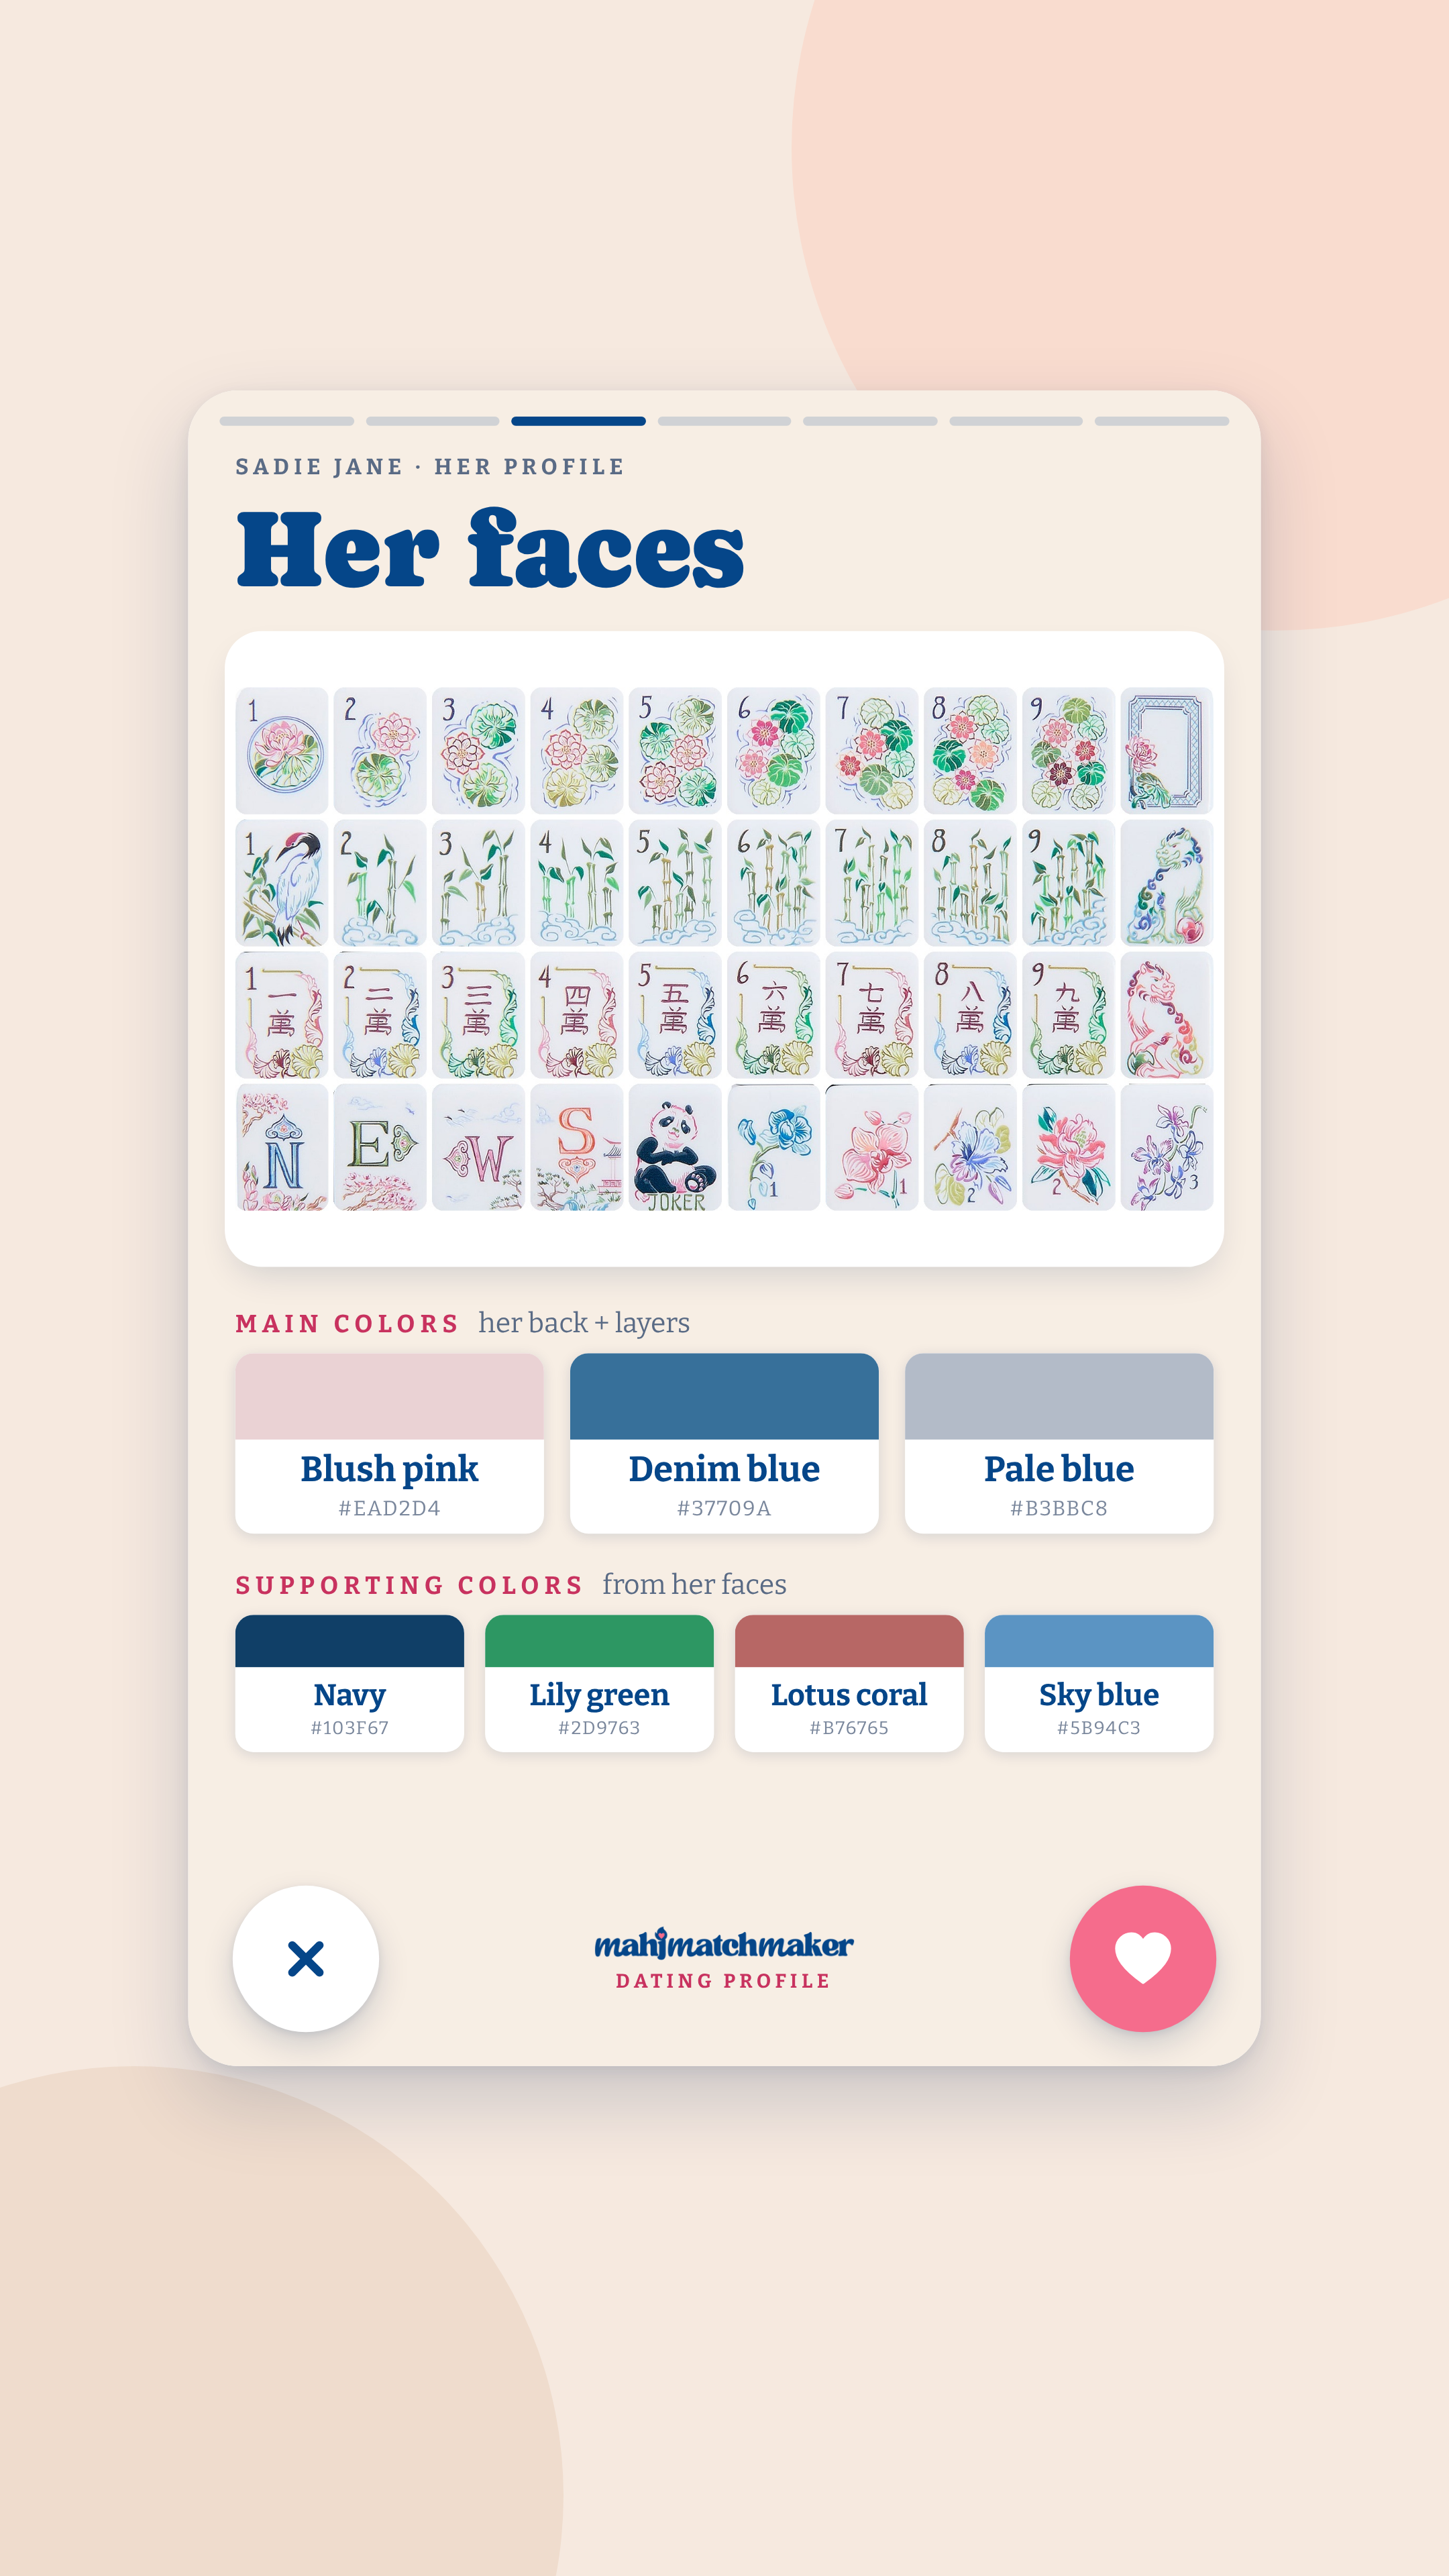 SADIE JANE · HER PROFILE
Her faces
1 2 3 4 5 6 7 8 9
1 2 3 4 5 6 7 8 9
1 2 3 4 5 6 7 8 9
一 二 三 四 五 六 七 八 九
萬 萬 萬 萬 萬 萬 萬 萬 萬
N E W S JOKER 1 1 2 2 3
MAIN COLORS her back + layers
Blush pink Denim blue Pale blue
#EAD2D4 #37709A #B3BBC8
SUPPORTING COLORS from her faces
Navy Lily green Lotus coral Sky blue
#103F67 #2D9763 #B76765 #5B94C3
mahjmatchmaker
DATING PROFILE